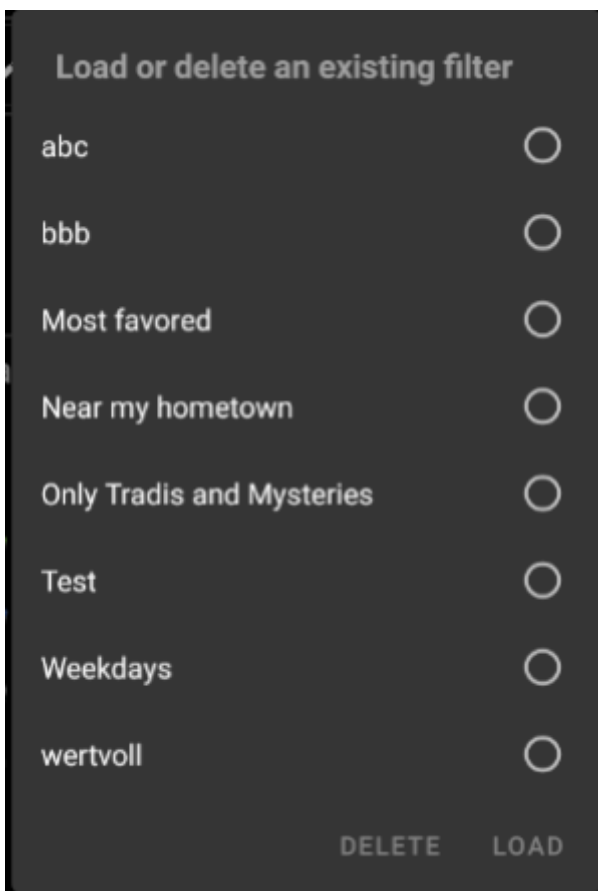 Load or delete an existing filter
abc
bbb
Most favored
Near my hometown
Only Tradis and Mysteries
Test
Weekdays
wertvoll
DELETE LOAD